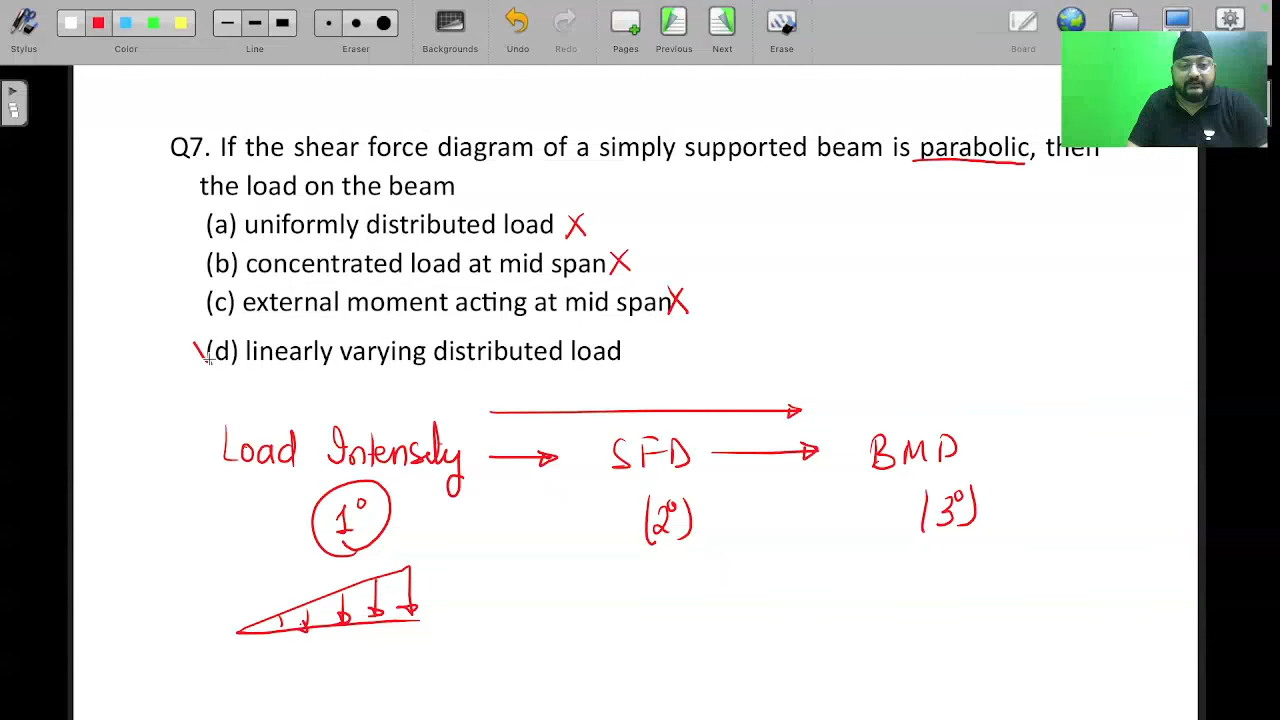 Stylus
Color
Line
Eraser
Backgrounds
Undo
Redo
Pages
Previous
Next
Erase
Board
Q7. If the shear force diagram of a simply supported beam is parabolic, then
the load on the beam
(a) uniformly distributed load X
(b) concentrated load at mid span X
(c) external moment acting at mid span X
(d) linearly varying distributed load
Load Intensity → SFD → BMD
1° (2°) (3°)